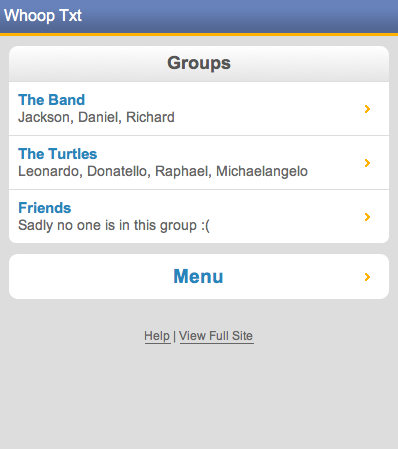 Whoop Txt
Groups
The Band
Jackson, Daniel, Richard
The Turtles
Leonardo, Donatello, Raphael, Michaelangelo
Friends
Sadly no one is in this group :(
Menu
Help | View Full Site